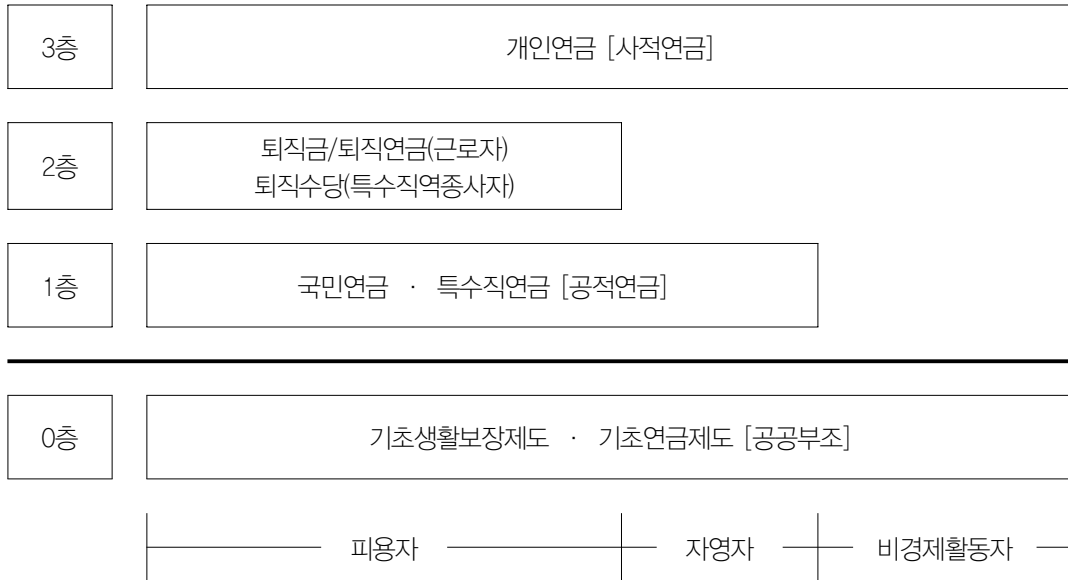 3층
개인연금 [사적연금]
2층
퇴직금/퇴직연금(근로자)
퇴직수당(특수직역종사자)
1층
국민연금 · 특수직연금 [공적연금]
0층
기초생활보장제도 · 기초연금제도 [공공부조]
피용자 자영자 비경제활동자